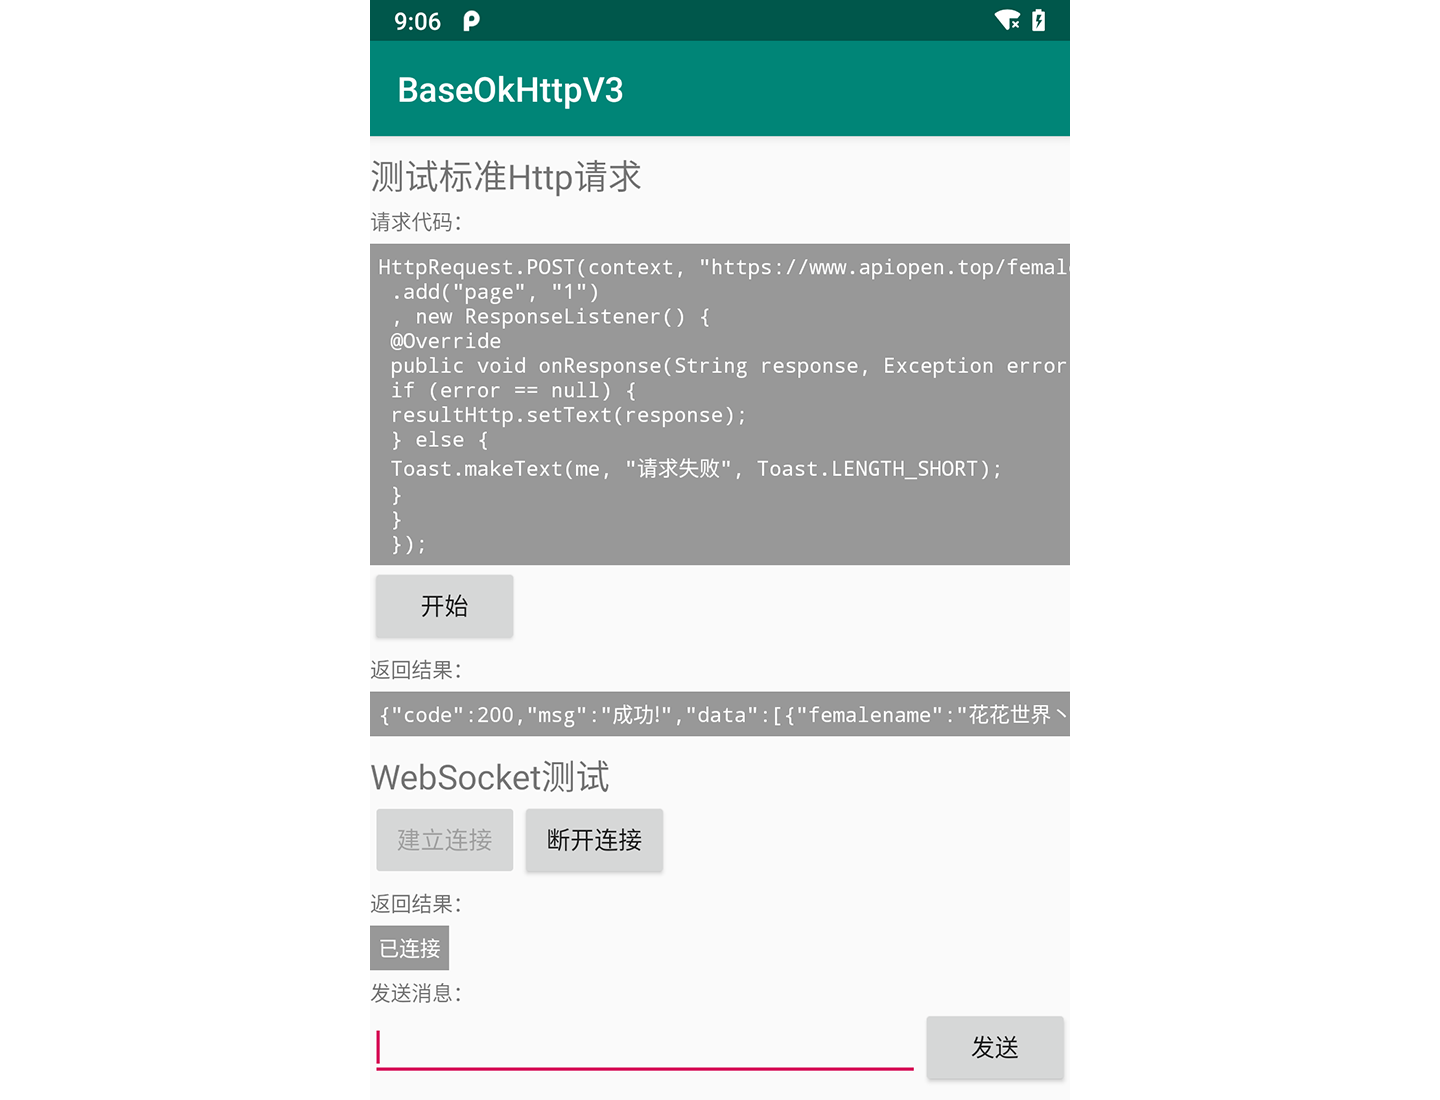 9:06
BaseOkHttpV3
测试标准Http请求
请求代码：
HttpRequest.POST(context, "https://www.apiopen.top/femal
.add("page", "1")
, new ResponseListener() {
@Override
public void onResponse(String response, Exception error
if (error == null) {
resultHttp.setText(response);
} else {
Toast.makeText(me, "请求失败", Toast.LENGTH_SHORT);
}
}
});
开始
返回结果：
{"code":200,"msg":"成功!","data":[{"femalename":"花花世界丶
WebSocket测试
建立连接 断开连接
返回结果：
已连接
发送消息：
发送